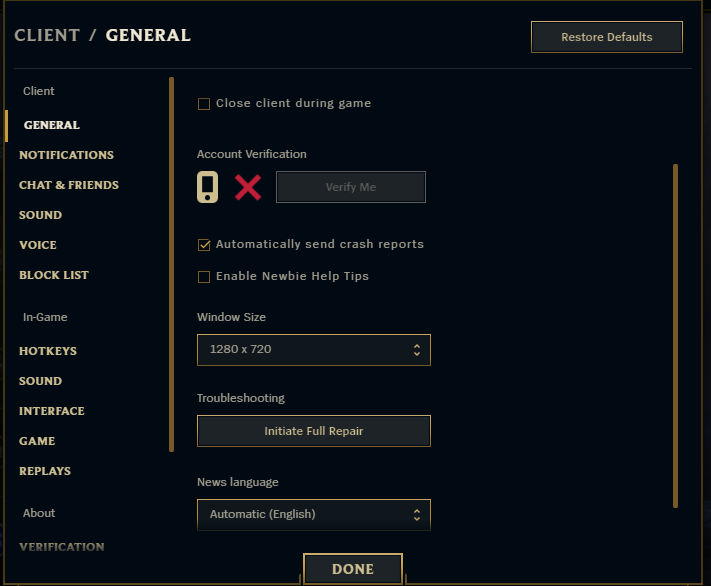 CLIENT / GENERAL
Restore Defaults
Client
GENERAL
NOTIFICATIONS
CHAT & FRIENDS
SOUND
VOICE
BLOCK LIST
In-Game
HOTKEYS
SOUND
INTERFACE
GAME
REPLAYS
About
VERIFICATION
Close client during game
Account Verification
Verify Me
Automatically send crash reports
Enable Newbie Help Tips
Window Size
1280 x 720
Troubleshooting
Initiate Full Repair
News language
Automatic (English)
DONE